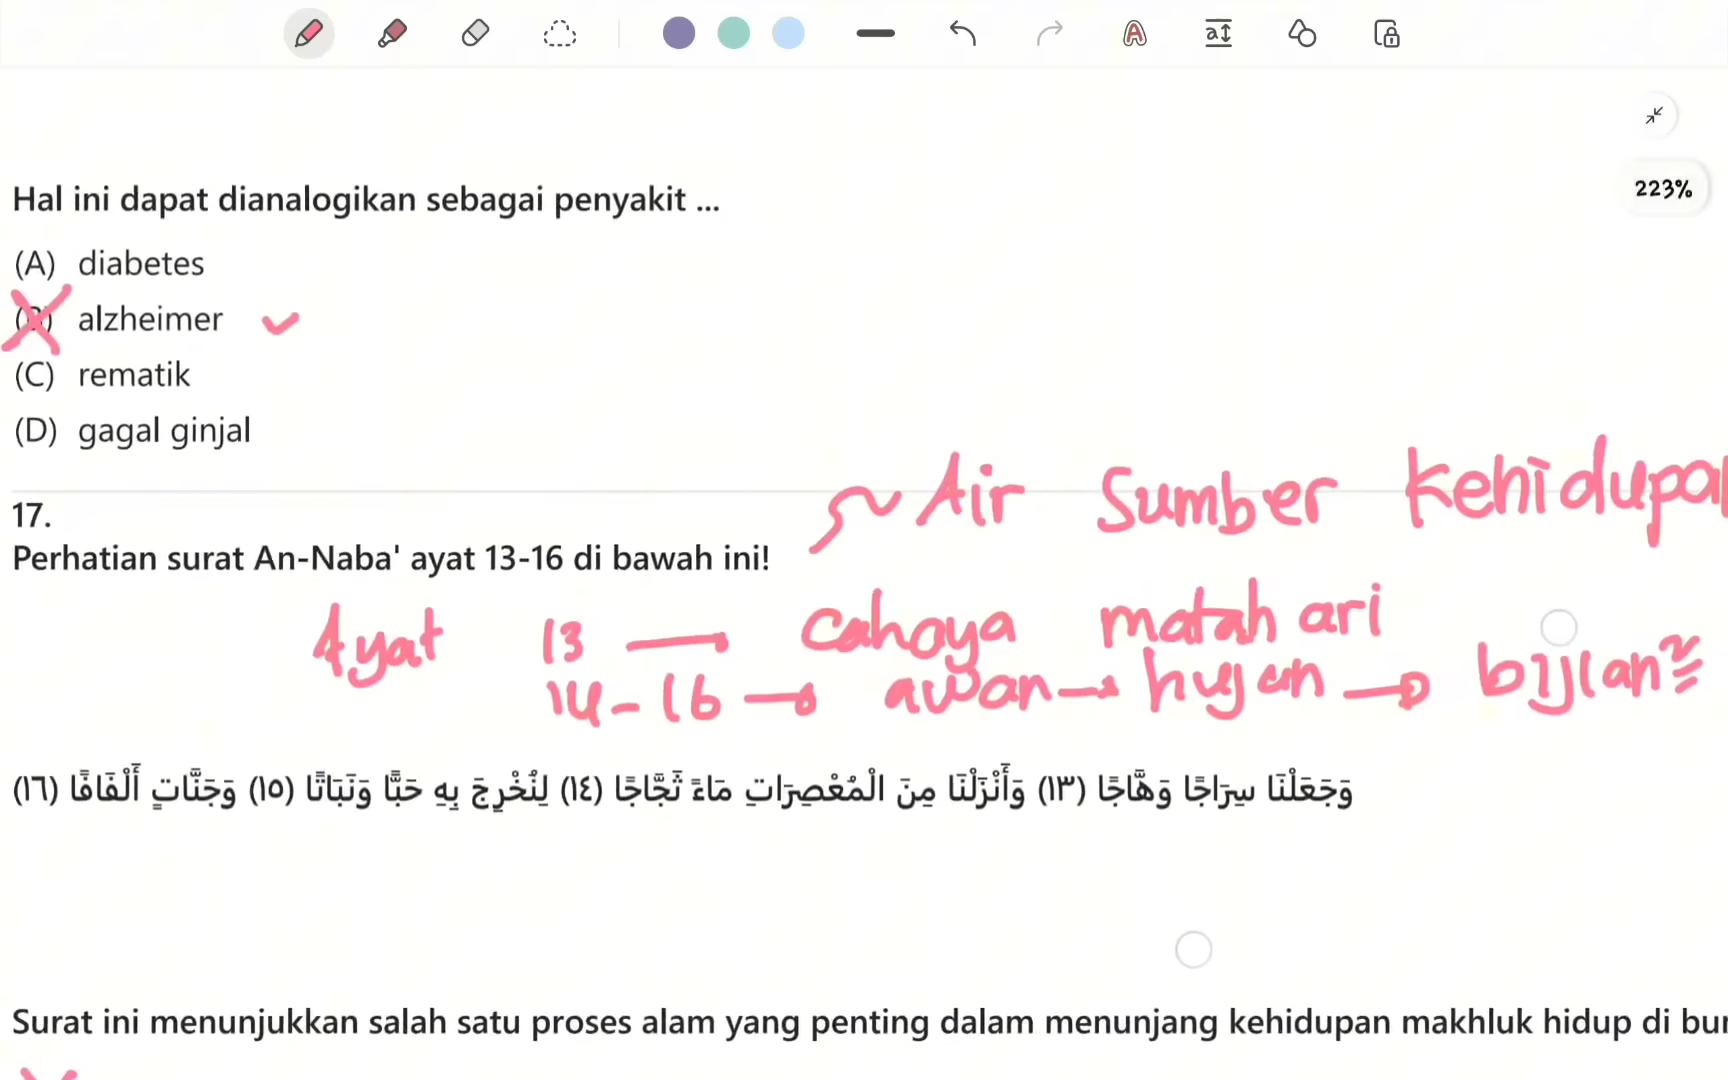 223%
Hal ini dapat dianalogikan sebagai penyakit ...
(A) diabetes
alzheimer
(C) rematik
(D) gagal ginjal
Air Sumber Kehidupa
17.
Perhatian surat An-Naba' ayat 13-16 di bawah ini!
Ayat 13 → cahaya matahari
14-16 → awan → hujan → bijian²
وَجَعَلْنَا سِرَاجًا وَهَّاجًا (١٣) وَأَنْزَلْنَا مِنَ الْمُعْصِرَاتِ مَاءً ثَجَّاجًا (١٤) لِنُخْرِجَ بِهِ حَبًّا وَنَبَاتًا (١٥) وَجَنَّاتٍ أَلْفَافًا (١٦)
Surat ini menunjukkan salah satu proses alam yang penting dalam menunjang kehidupan makhluk hidup di bu